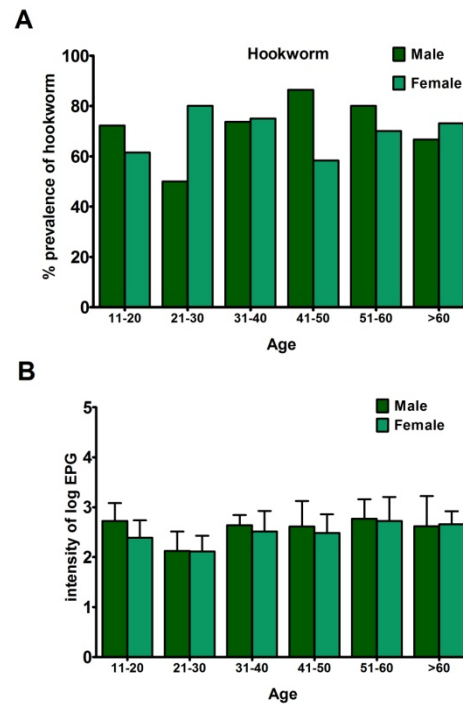 A
Hookworm
Male
Female
% prevalence of hookworm
100
80
60
40
20
0
11-20 21-30 31-40 41-50 51-60 >60
Age
B
Male
Female
intensity of log EPG
5
4
3
2
1
0
11-20 21-30 31-40 41-50 51-60 >60
Age